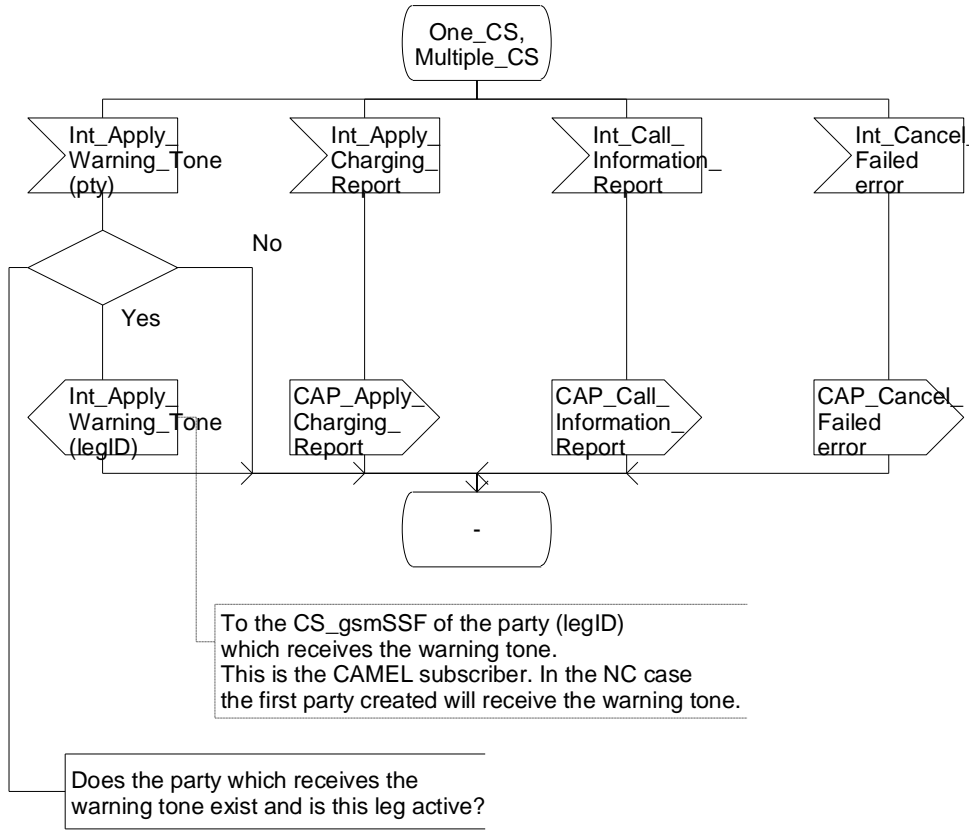 One_CS,
Multiple_CS
Int_Apply_
Warning_Tone
(pty)
Int_Apply_
Charging_
Report
Int_Call_
Information_
Report
Int_Cancel_
Failed
error
No
Yes
Int_Apply_
Warning_Tone
(legID)
CAP_Apply_
Charging_
Report
CAP_Call_
Information_
Report
CAP_Cancel_
Failed
error
-
To the CS_gsmSSF of the party (legID)
which receives the warning tone.
This is the CAMEL subscriber. In the NC case
the first party created will receive the warning tone.
Does the party which receives the
warning tone exist and is this leg active?